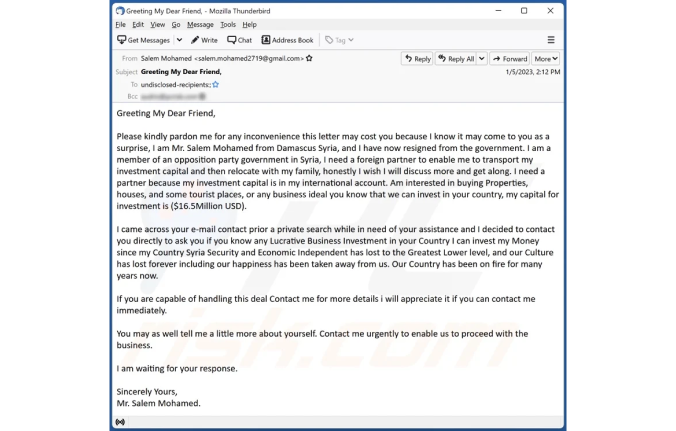 Greeting My Dear Friend, - Mozilla Thunderbird
File Edit View Go Message Tools Thunderbird
Get Messages Write Chat Address Book Tag
From Salem Mohamed <salem.mohamed2719@gmail.com>
Reply Reply All Forward More
Subject Greeting My Dear Friend, 1/5/2023, 2:12 PM
To undisclosed-recipients:;
Bcc
Greeting My Dear Friend,
Please kindly pardon me for any inconvenience this letter may cost you because I know it may come to you as a
surprise, I am Mr. Salem Mohamed from Damascus Syria, and I have now resigned from the government. I am a
member of an opposition party government in Syria, I need a foreign partner to enable me to transport my
investment capital and then relocate with my family, honestly I wish I will discuss more and get along. I need a
partner because my investment capital is in my international account. Am interested in buying Properties,
houses, and some tourist places, or any business ideal you know that we can invest in your country, my capital for
investment is ($16.5Million USD).
I came across your e-mail contact prior a private search while in need of your assistance and I decided to contact
you directly to ask you if you know any Lucrative Business Investment in your Country I can invest my Money
since my Country Syria Security and Economic Independent has lost to the Greatest Lower level, and our Culture
has lost forever including our happiness has been taken away from us. Our Country has been on fire for many
years now.
If you are capable of handling this deal Contact me for more details i will appreciate it if you can contact me
immediately.
You may as well tell me a little more about yourself. Contact me urgently to enable us to proceed with the
business.
I am waiting for your response.
Sincerely Yours,
Mr. Salem Mohamed.